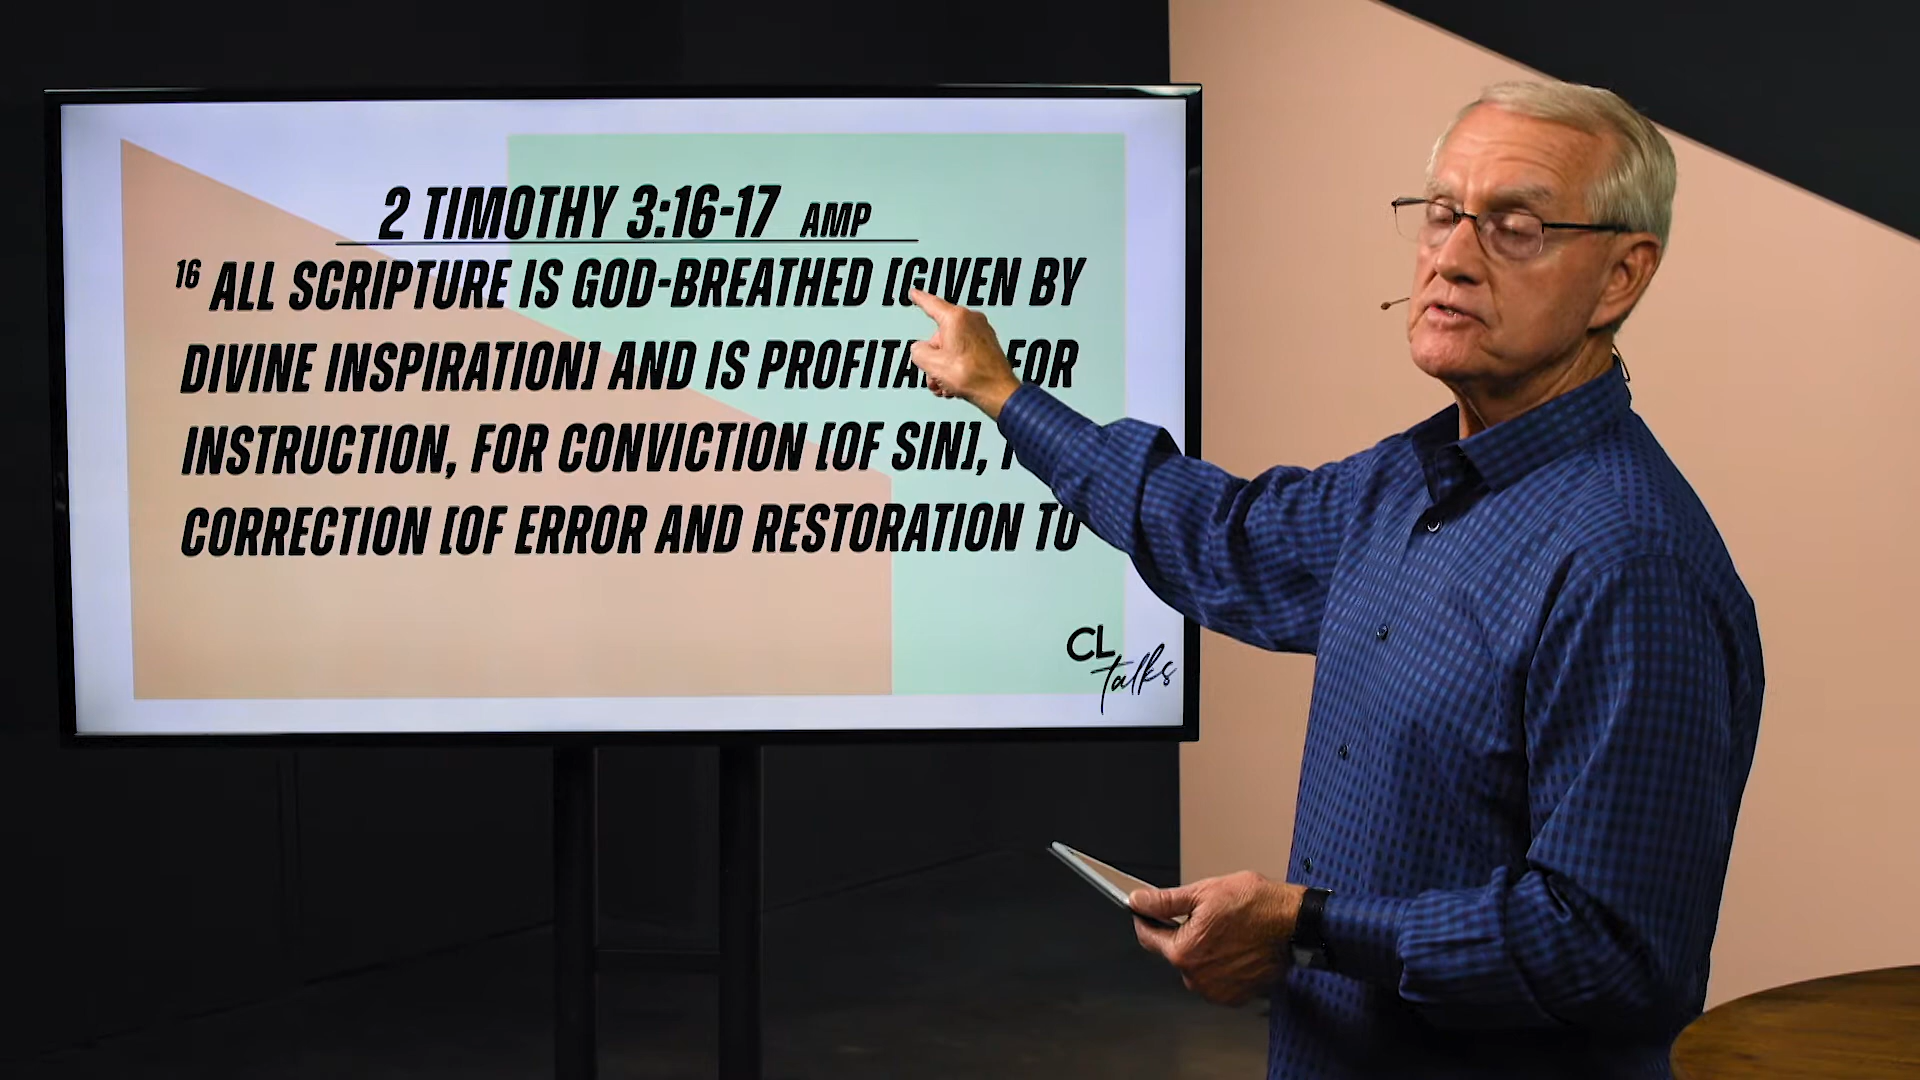 2 TIMOTHY 3:16-17 AMP
16 ALL SCRIPTURE IS GOD-BREATHED [GIVEN BY
DIVINE INSPIRATION] AND IS FOR
INSTRUCTION, FOR CONVICTION [OF SIN],
CORRECTION [OF ERROR AND RESTORATION TO
CL
talks